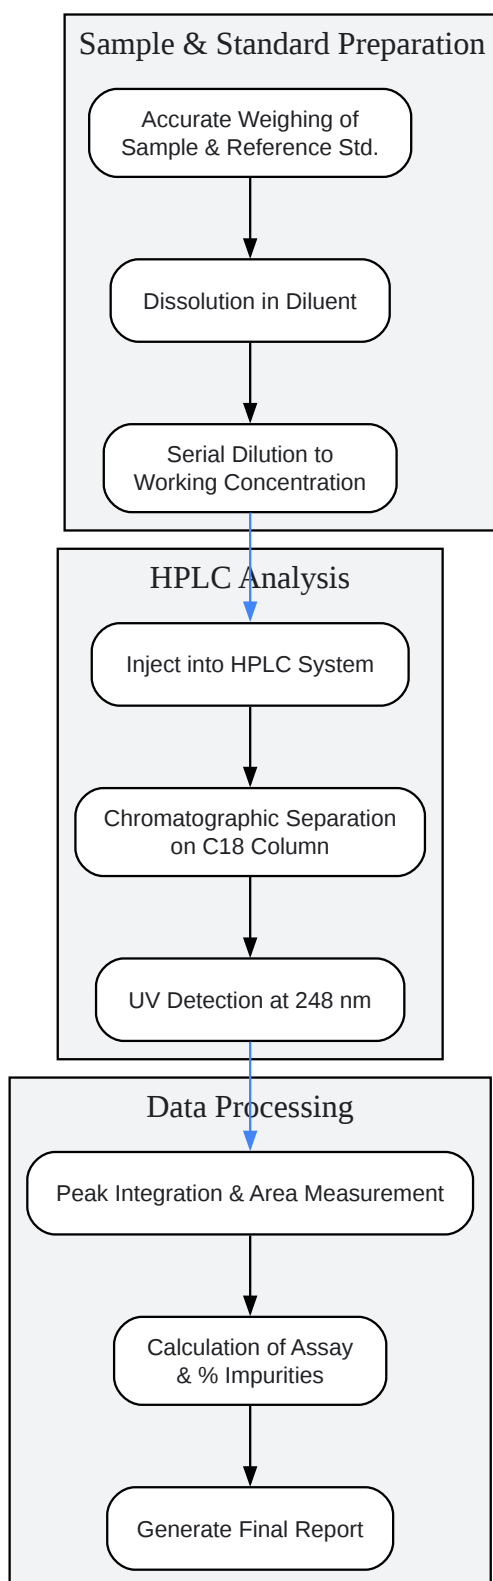 Sample & Standard Preparation
Accurate Weighing of
Sample & Reference Std.
Dissolution in Diluent
Serial Dilution to
Working Concentration
HPLC Analysis
Inject into HPLC System
Chromatographic Separation
on C18 Column
UV Detection at 248 nm
Data Processing
Peak Integration & Area Measurement
Calculation of Assay
& % Impurities
Generate Final Report